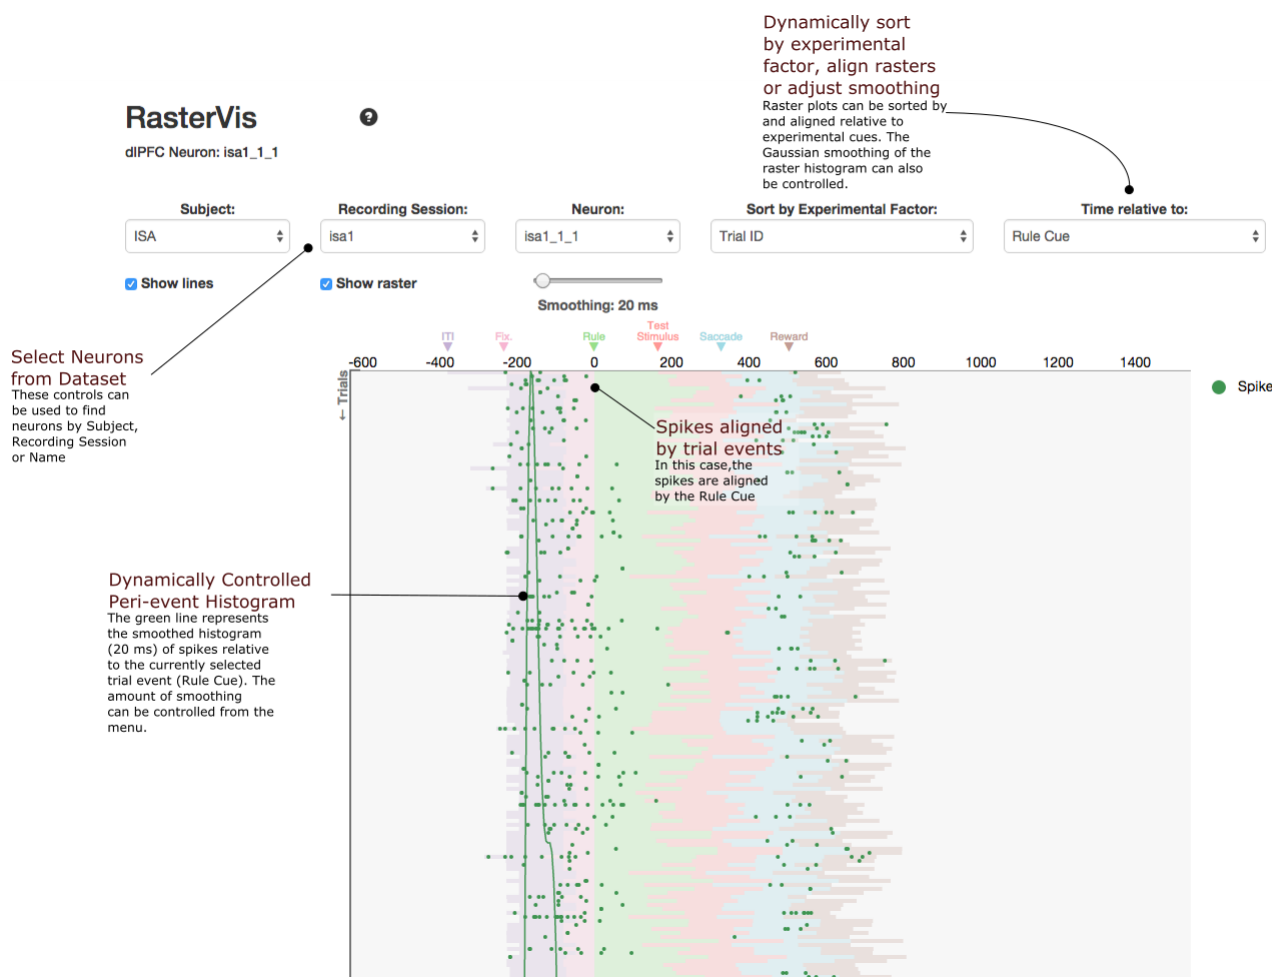 Dynamically sort
by experimental
factor, align rasters
or adjust smoothing
Raster plots can be sorted by
and aligned relative to
experimental cues. The
Gaussian smoothing of the
raster histogram can also
be controlled.
RasterVis
?
dlPFC Neuron: isa1_1_1
Subject:
Recording Session:
Neuron:
Sort by Experimental Factor:
Time relative to:
ISA
isa1
isa1_1_1
Trial ID
Rule Cue
Show lines
Show raster
Smoothing: 20 ms
ITI
Fix.
Rule
Test
Stimulus
Saccade
Reward
-600 -400 -200 0 200 400 600 800 1000 1200 1400
← Trials
Spike
Select Neurons
from Dataset
These controls can
be used to find
neurons by Subject,
Recording Session
or Name
Spikes aligned
by trial events
In this case,the
spikes are aligned
by the Rule Cue
Dynamically Controlled
Peri-event Histogram
The green line represents
the smoothed histogram
(20 ms) of spikes relative
to the currently selected
trial event (Rule Cue). The
amount of smoothing
can be controlled from the
menu.